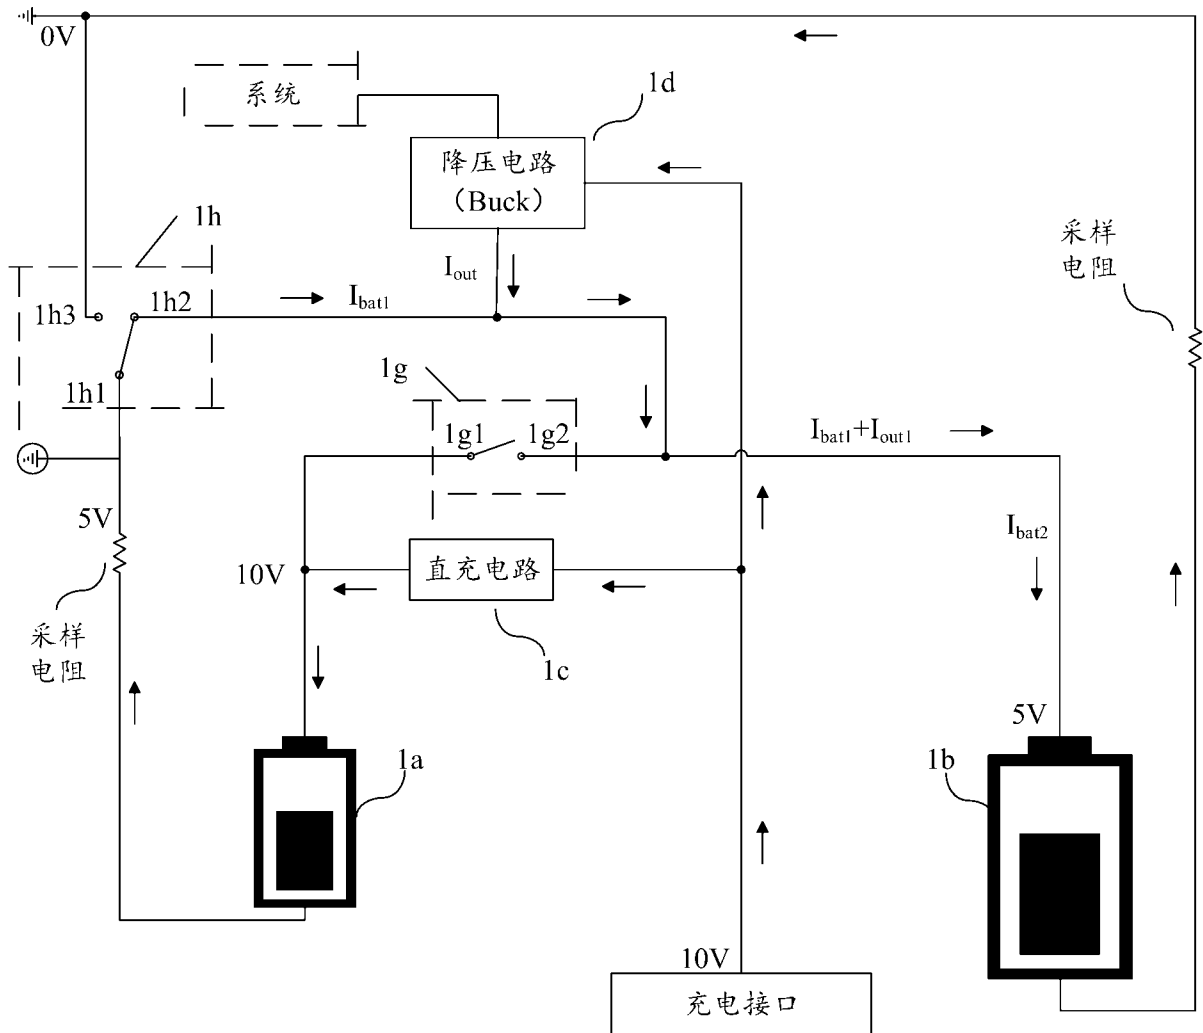 0V
系统
1d
降压电路
（Buck）
1h
采样
电阻
Iout
1h3
1h2
Ibat1
1h1
1g
1g1
1g2
Ibat1+Iout1
5V
Ibat2
10V
直充电路
采样
电阻
1c
5V
1a
1b
10V
充电接口